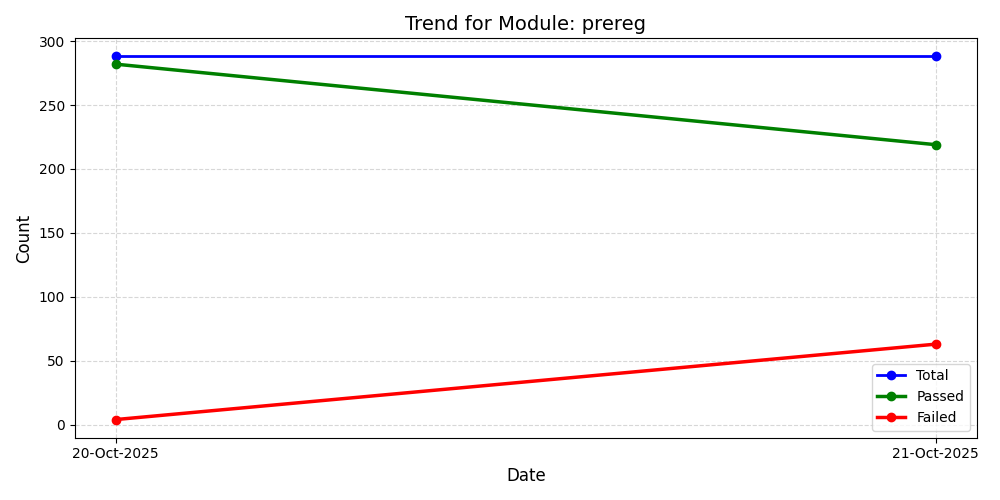 Trend for Module: prereg
300
250
200
150
100
50
0
Count
20-Oct-2025
21-Oct-2025
Date
Total
Passed
Failed